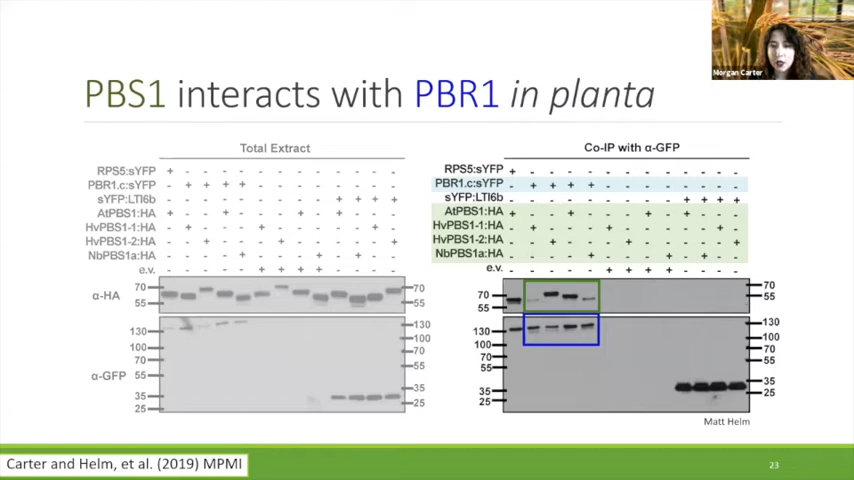 Morgan Carter
PBS1 interacts with PBR1 in planta
Total Extract
RPS5:sYFP + - - - - - - - - - - - -
PBR1.c:sYFP - + + + + - - - - - - - -
sYFP:LTI6b - - - - - - - - - + + + +
AtPBS1:HA + - - + - - - + - + - - -
HvPBS1-1:HA - + - - - + - - - - - + -
HvPBS1-2:HA - - + - - - + - - - - - +
NbPBS1a:HA - - - - + - - - + - + - -
e.v. - - - - - + + + + - - - -
α-HA
70
55
70
55
α-GFP
130
100
70
55
35
25
130
100
70
55
35
25
Co-IP with α-GFP
RPS5:sYFP + - - - - - - - - - - - -
PBR1.c:sYFP - + + + + - - - - - - - -
sYFP:LTI6b - - - - - - - - - + + + +
AtPBS1:HA + - - + - - - + - + - - -
HvPBS1-1:HA - + - - - + - - - - - + -
HvPBS1-2:HA - - + - - - + - - - - - +
NbPBS1a:HA - - - - + - - - + - + - -
e.v. - - - - - + + + + - - - -
70
55
70
55
130
100
70
55
35
25
130
100
70
55
35
25
Matt Helm
Carter and Helm, et al. (2019) MPMI
23